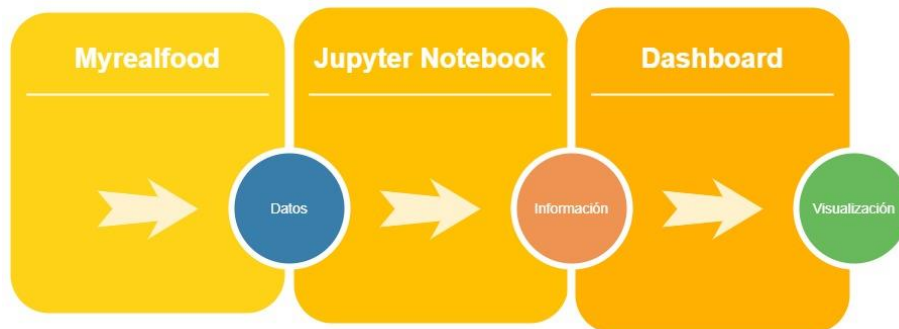 Myrealfood
Jupyter Notebook
Dashboard
Datos
Información
Visualización